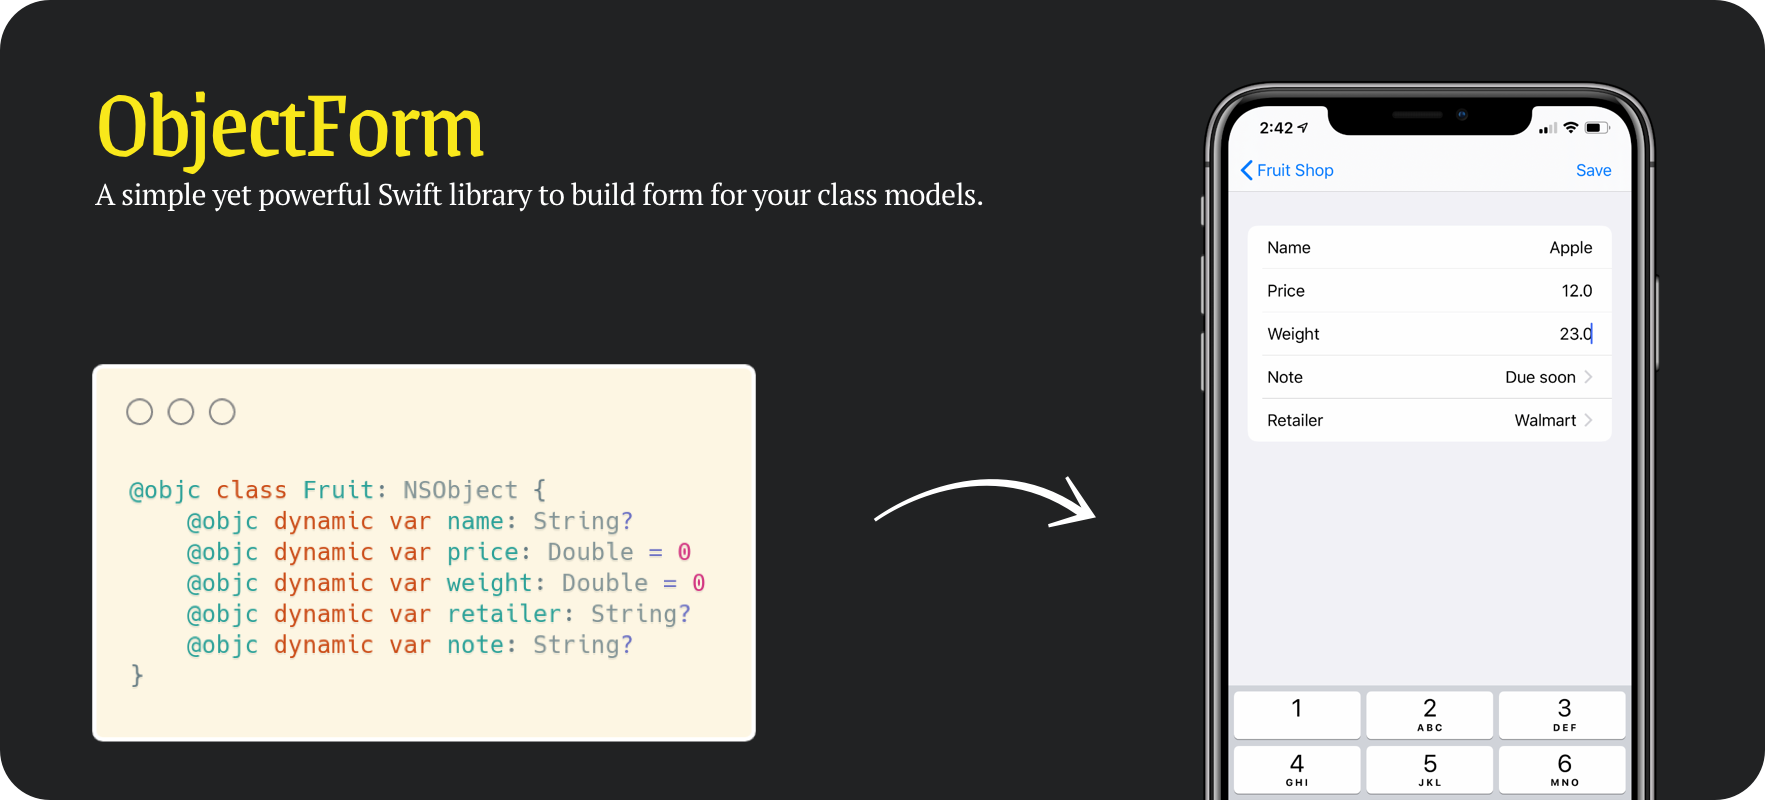 ObjectForm
A simple yet powerful Swift library to build form for your class models.
@objc class Fruit: NSObject {
    @objc dynamic var name: String?
    @objc dynamic var price: Double = 0
    @objc dynamic var weight: Double = 0
    @objc dynamic var retailer: String?
    @objc dynamic var note: String?
}
2:42
Fruit Shop Save
Name Apple
Price 12.0
Weight 23.0
Note Due soon
Retailer Walmart
1 2 3
ABC DEF
4 5 6
GHI JKL MNO